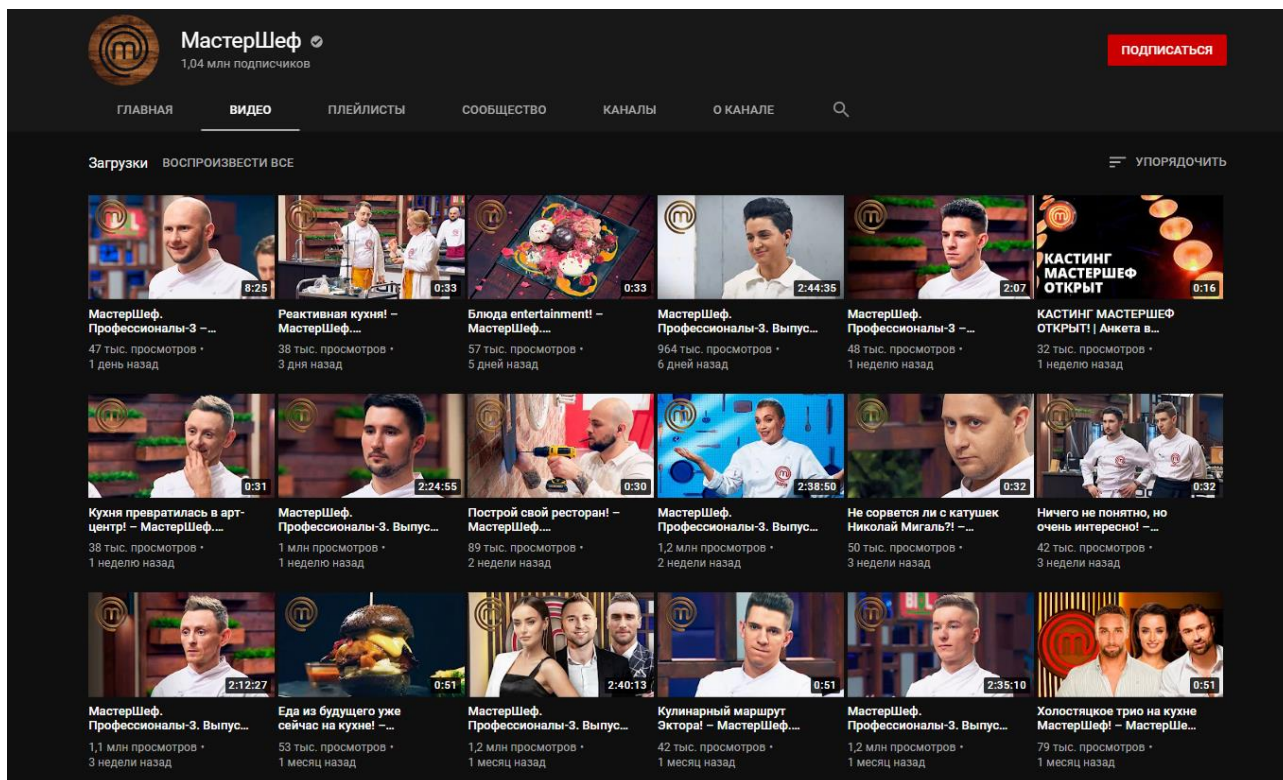 МастерШеф
1,04 млн подписчиков
ПОДПИСАТЬСЯ
ГЛАВНАЯ ВИДЕО ПЛЕЙЛИСТЫ СООБЩЕСТВО КАНАЛЫ О КАНАЛЕ
Загрузки ВОСПРОИЗВЕСТИ ВСЕ УПОРЯДОЧИТЬ
8:25
МастерШеф.
Профессионалы-3 –...
47 тыс. просмотров •
1 день назад
0:33
Реактивная кухня! –
МастерШеф....
38 тыс. просмотров •
3 дня назад
0:33
Блюда entertainment! –
МастерШеф....
57 тыс. просмотров •
5 дней назад
2:44:35
МастерШеф.
Профессионалы-3. Выпус...
964 тыс. просмотров •
6 дней назад
2:07
МастерШеф.
Профессионалы-3 –...
48 тыс. просмотров •
1 неделю назад
КАСТИНГ
МАСТЕРШЕФ
ОТКРЫТ
0:16
КАСТИНГ МАСТЕРШЕФ
ОТКРЫТ! | Анкета в...
32 тыс. просмотров •
1 неделю назад
0:31
Кухня превратилась в арт-
центр! – МастерШеф....
38 тыс. просмотров •
1 неделю назад
2:24:55
МастерШеф.
Профессионалы-3. Выпус...
1 млн просмотров •
1 неделю назад
0:30
Построй свой ресторан! –
МастерШеф....
89 тыс. просмотров •
2 недели назад
2:38:50
МастерШеф.
Профессионалы-3. Выпус...
1,2 млн просмотров •
2 недели назад
0:32
Не сорвется ли с катушек
Николай Мигаль?! –...
50 тыс. просмотров •
3 недели назад
0:32
Ничего не понятно, но
очень интересно! –...
42 тыс. просмотров •
3 недели назад
2:12:27
МастерШеф.
Профессионалы-3. Выпус...
1,1 млн просмотров •
3 недели назад
0:51
Еда из будущего уже
сейчас на кухне! –...
53 тыс. просмотров •
1 месяц назад
2:40:13
МастерШеф.
Профессионалы-3. Выпус...
1,2 млн просмотров •
1 месяц назад
0:51
Кулинарный маршрут
Эктора! – МастерШеф....
42 тыс. просмотров •
1 месяц назад
2:35:10
МастерШеф.
Профессионалы-3. Выпус...
1,2 млн просмотров •
1 месяц назад
0:51
Холостяцкое трио на кухне
МастерШеф! – МастерШе...
79 тыс. просмотров •
1 месяц назад